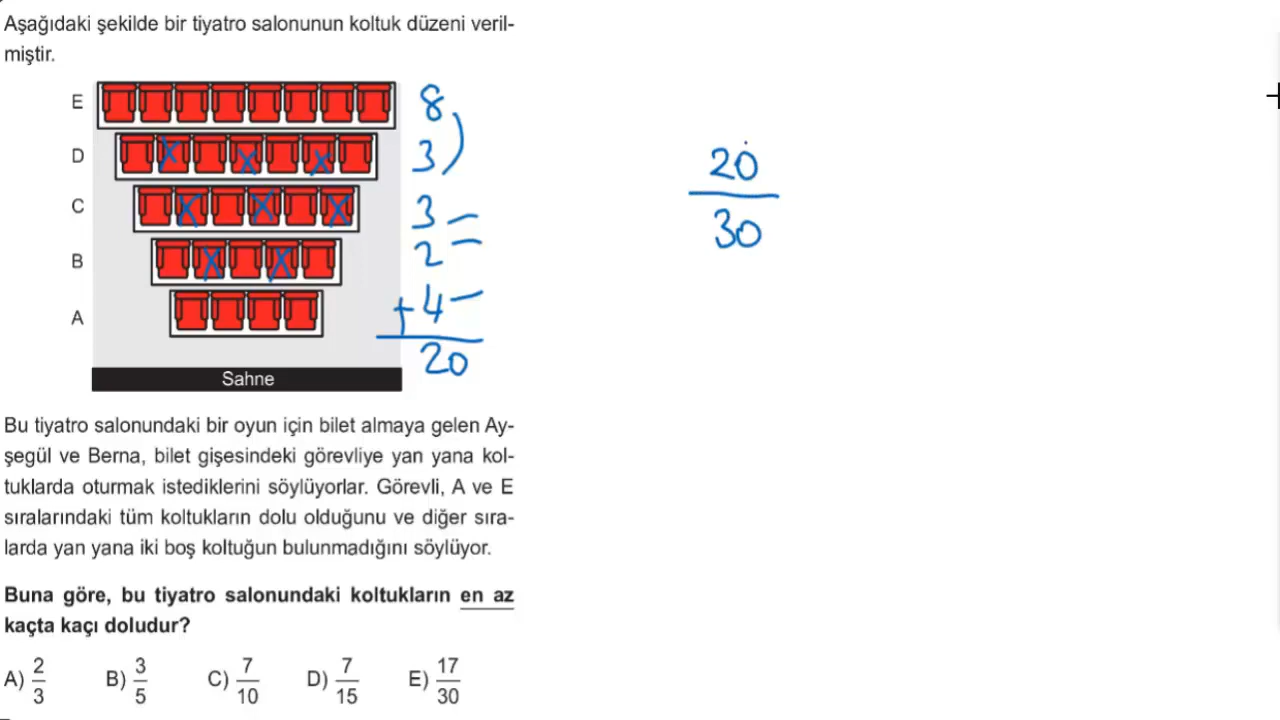 Aşağıdaki şekilde bir tiyatro salonunun koltuk düzeni veril-
miştir.
E
8
D
3
C
3
B
2
A
+4
20
Sahne
20
30
Bu tiyatro salonundaki bir oyun için bilet almaya gelen Ay-
şegül ve Berna, bilet gişesindeki görevliye yan yana kol-
tuklarda oturmak istediklerini söylüyorlar. Görevli, A ve E
sıralarındaki tüm koltukların dolu olduğunu ve diğer sıra-
larda yan yana iki boş koltuğun bulunmadığını söylüyor.
Buna göre, bu tiyatro salonundaki koltukların en az
kaçta kaçı doludur?
A) 2/3 B) 3/5 C) 7/10 D) 7/15 E) 17/30